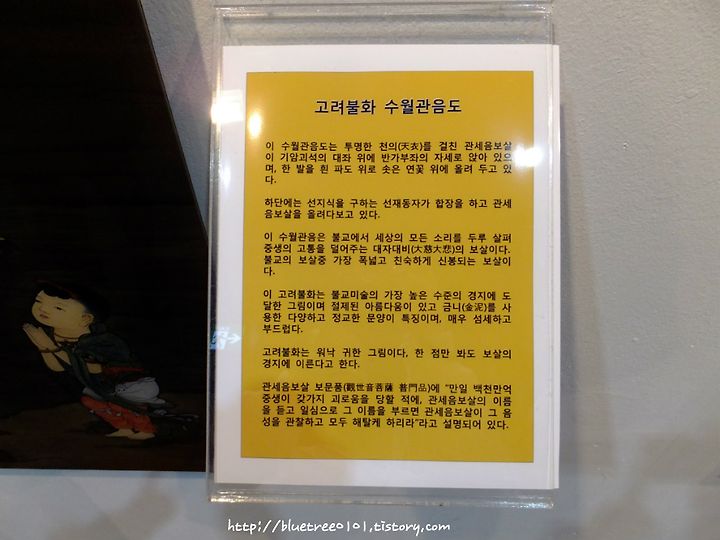 고려불화 수월관음도
이 수월관음도는 투명한 천의(天衣)를 걸친 관세음보살
이 기암괴석의 대좌 위에 반가부좌의 자세로 앉아 있으
며, 한 발을 흰 파도 위로 솟은 연꽃 위에 올려 두고 있
다.
하단에는 선지식을 구하는 선재동자가 합장을 하고 관세
음보살을 올려다보고 있다.
이 수월관음은 불교에서 세상의 모든 소리를 두루 살펴
중생의 고통을 덜어주는 대자대비(大慈大悲)의 보살이다.
불교의 보살중 가장 폭넓고 친숙하게 신봉되는 보살이
다.
이 고려불화는 불교미술의 가장 높은 수준의 경지에 도
달한 그림이며 절제된 아름다움이 있고 금니(金泥)를 사
용한 다양하고 정교한 문양이 특징이며, 매우 섬세하고
부드럽다.
고려불화는 워낙 귀한 그림이다, 한 점만 봐도 보살의
경지에 이른다고 한다.
관세음보살 보문품(觀世音菩薩 普門品)에 "만일 백천만억
중생이 갖가지 괴로움을 당할 적에, 관세음보살의 이름
을 듣고 일심으로 그 이름을 부르면 관세음보살이 그 음
성을 관찰하고 모두 해탈케 하리라"라고 설명되어 있다.
http://bluetree0101.tistory.com